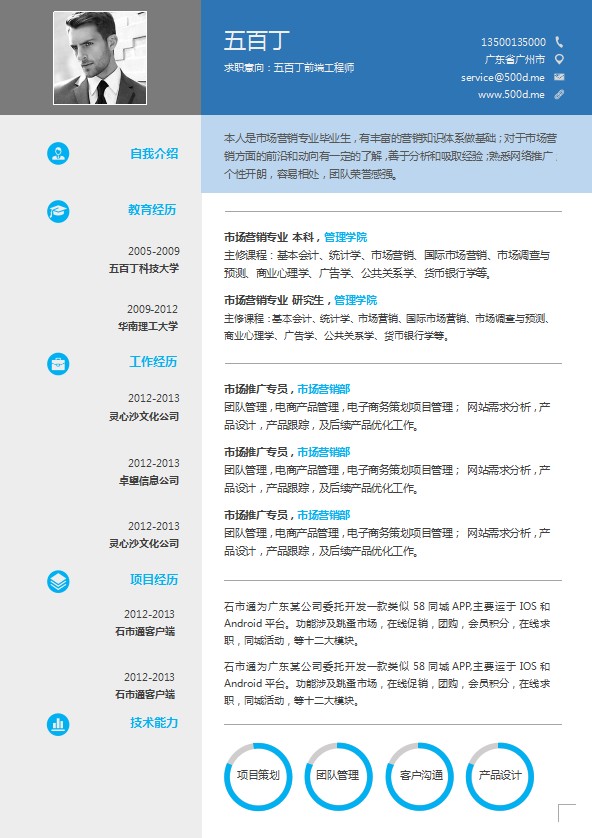 五百丁
求职意向：五百丁前端工程师
13500135000
广东省广州市
service@500d.me
www.500d.me
自我介绍
本人是市场营销专业毕业生，有丰富的营销知识体系做基础；对于市场营
销方面的前沿和动向有一定的了解，善于分析和吸取经验；熟悉网络推广．
个性开朗，容易相处，团队荣誉感强。
教育经历
2005-2009
五百丁科技大学
市场营销专业 本科，管理学院
主修课程：基本会计、统计学、市场营销、国际市场营销、市场调查与
预测、商业心理学、广告学、公共关系学、货币银行学等。
2009-2012
华南理工大学
市场营销专业 研究生，管理学院
主修课程：基本会计、统计学、市场营销、国际市场营销、市场调查与预测、
商业心理学、广告学、公共关系学、货币银行学等。
工作经历
2012-2013
灵心沙文化公司
市场推广专员，市场营销部
团队管理，电商产品管理，电子商务策划项目管理； 网站需求分析，产
品设计，产品跟踪，及后续产品优化工作。
2012-2013
卓望信息公司
市场推广专员，市场营销部
团队管理，电商产品管理，电子商务策划项目管理； 网站需求分析，产
品设计，产品跟踪，及后续产品优化工作。
2012-2013
灵心沙文化公司
市场推广专员，市场营销部
团队管理，电商产品管理，电子商务策划项目管理； 网站需求分析，产
品设计，产品跟踪，及后续产品优化工作。
项目经历
2012-2013
石市通客户端
石市通为广东某公司委托开发一款类似 58 同城 APP,主要运于 IOS 和
Android 平台。功能涉及跳蚤市场，在线促销，团购，会员积分，在线求
职，同城活动，等十二大模块。
2012-2013
石市通客户端
石市通为广东某公司委托开发一款类似 58 同城 APP,主要运于 IOS 和
Android 平台。功能涉及跳蚤市场，在线促销，团购，会员积分，在线求
职，同城活动，等十二大模块。
技术能力
项目策划
团队管理
客户沟通
产品设计